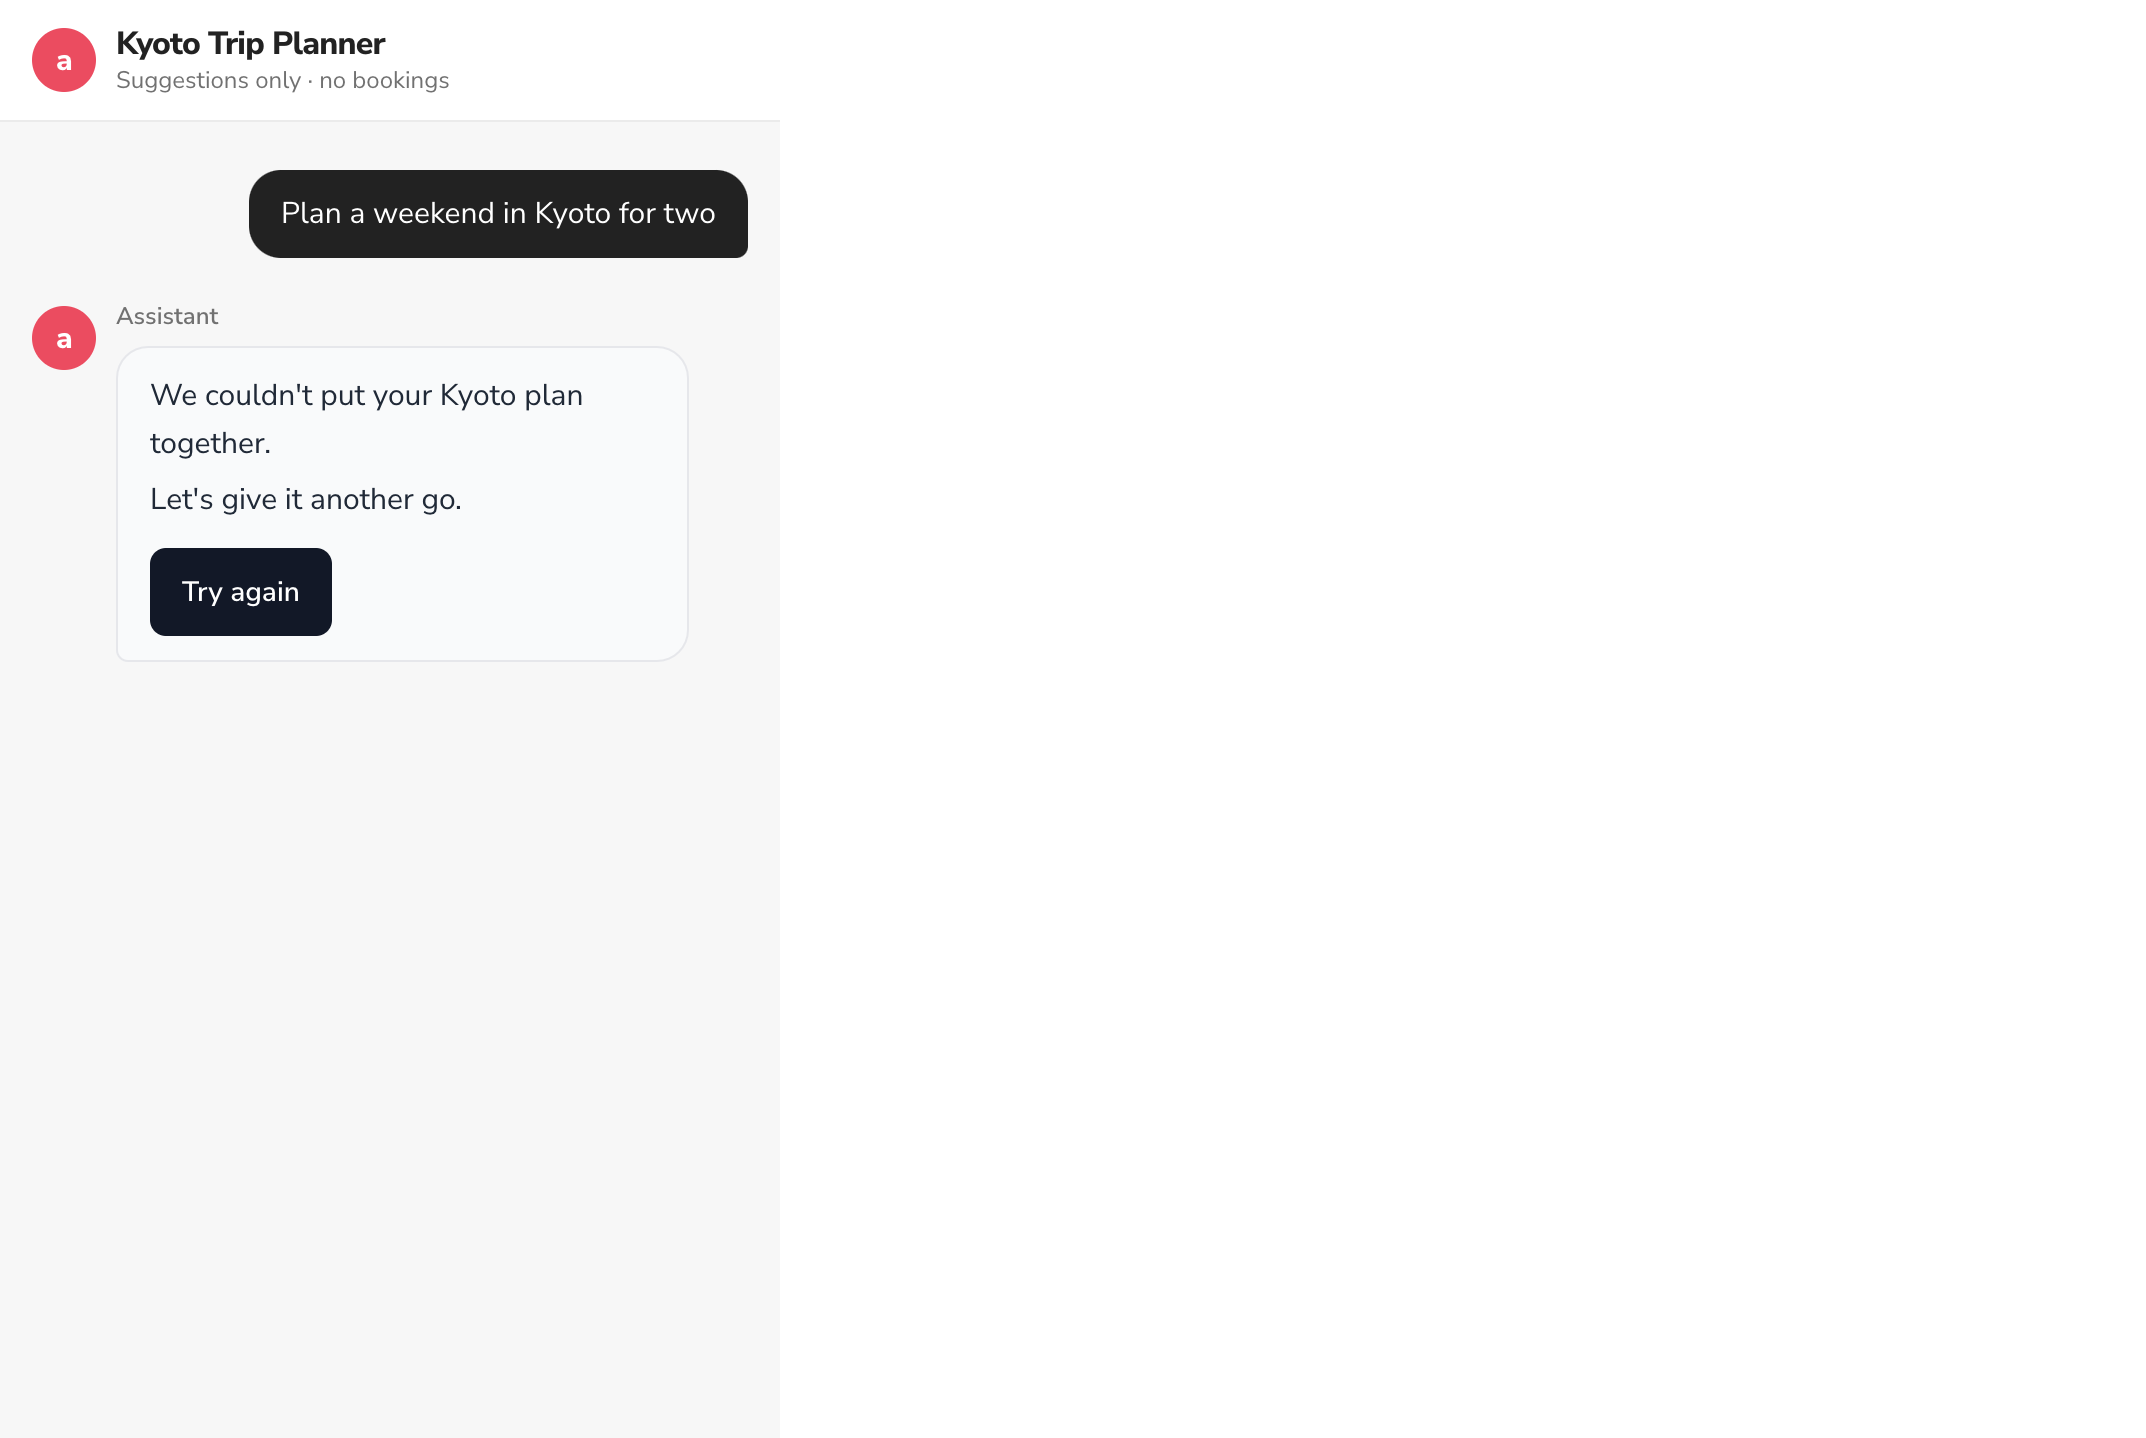 a
Kyoto Trip Planner
Suggestions only · no bookings
Plan a weekend in Kyoto for two
a
Assistant
We couldn't put your Kyoto plan
together.
Let's give it another go.
Try again